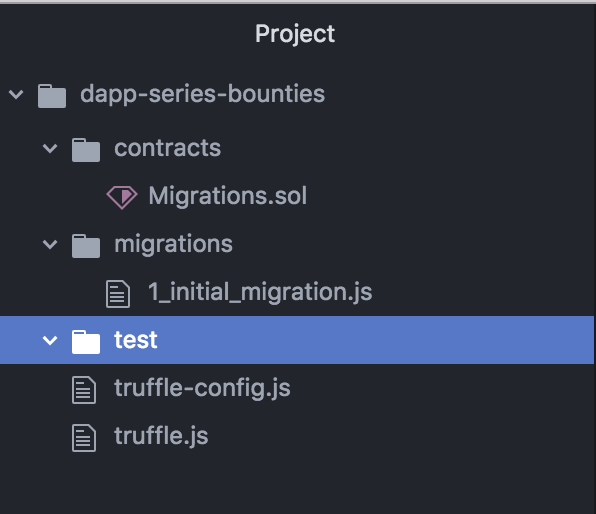 Project
dapp-series-bounties
contracts
Migrations.sol
migrations
1_initial_migration.js
test
truffle-config.js
truffle.js